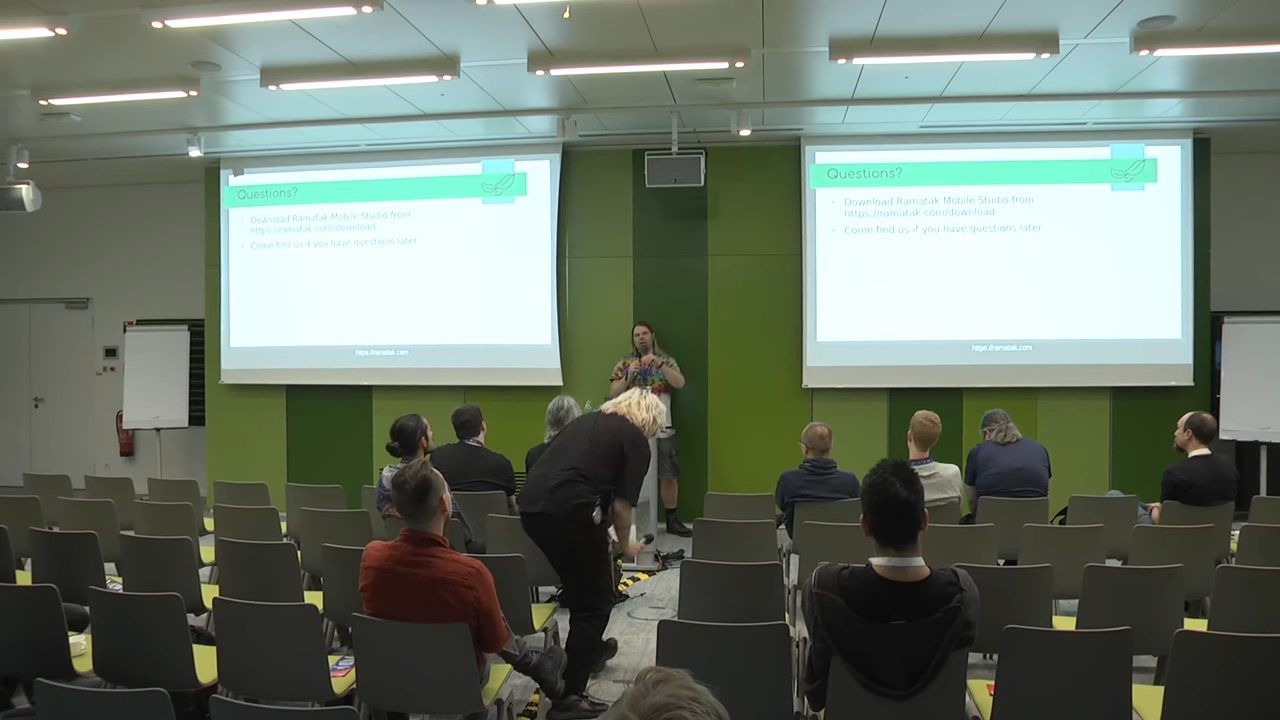 Questions?
Download Ramatak Mobile Studio from
https://ramatak.com/download
Come find us if you have questions later
https://ramatak.com
Questions?
Download Ramatak Mobile Studio from
https://ramatak.com/download
Come find us if you have questions later
https://ramatak.com